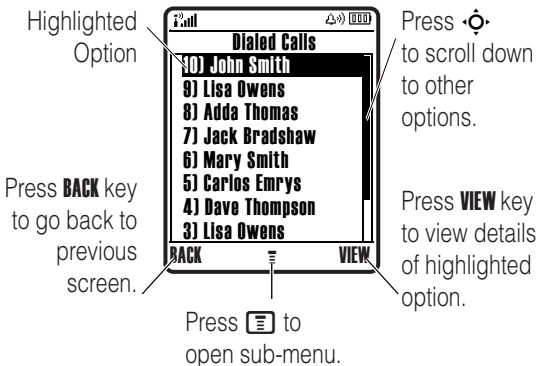 Highlighted
Option
Dialed Calls
10) John Smith
9) Lisa Owens
8) Adda Thomas
7) Jack Bradshaw
6) Mary Smith
5) Carlos Emrys
4) Dave Thompson
3) Lisa Owens
BACK
VIEW
Press
to scroll down
to other
options.
Press BACK key
to go back to
previous
screen.
Press VIEW key
to view details
of highlighted
option.
Press to
open sub-menu.